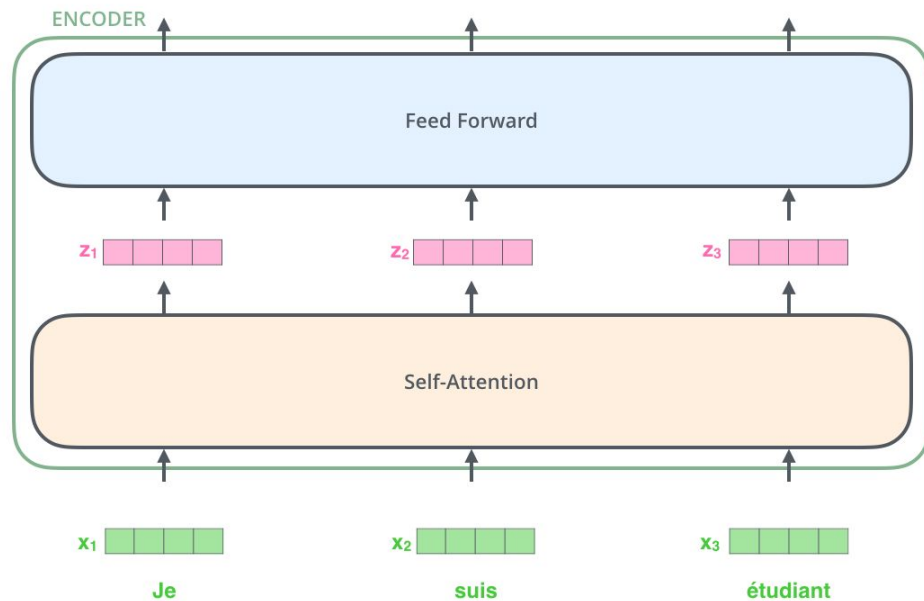 ENCODER
Feed Forward
z₁ z₂ z₃
Self-Attention
x₁ x₂ x₃
Je suis étudiant